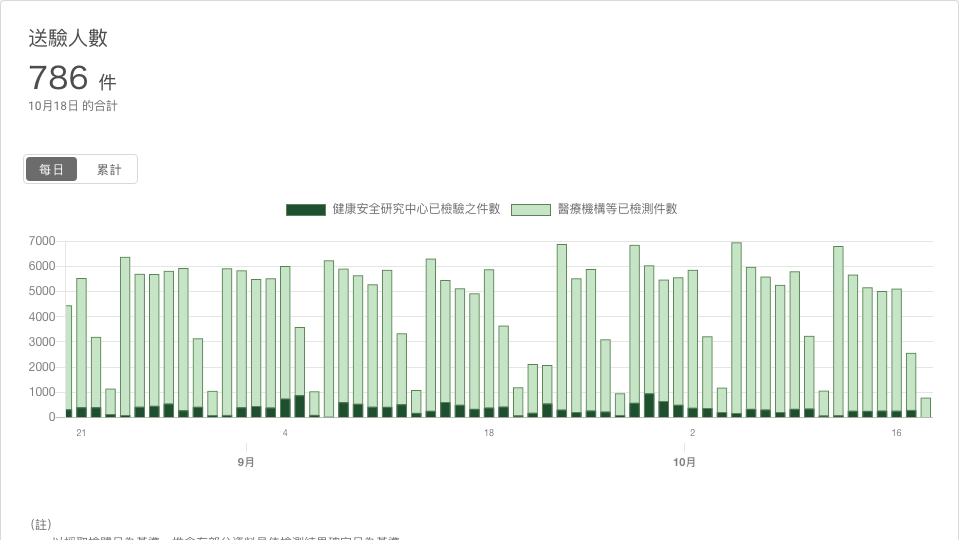 送驗人數
786 件
10月18日 的合計
每日 累計
健康安全研究中心已檢驗之件數 醫療機構等已檢測件數
7000
6000
5000
4000
3000
2000
1000
0
21 4 18 2 16
9月 10月
（註）